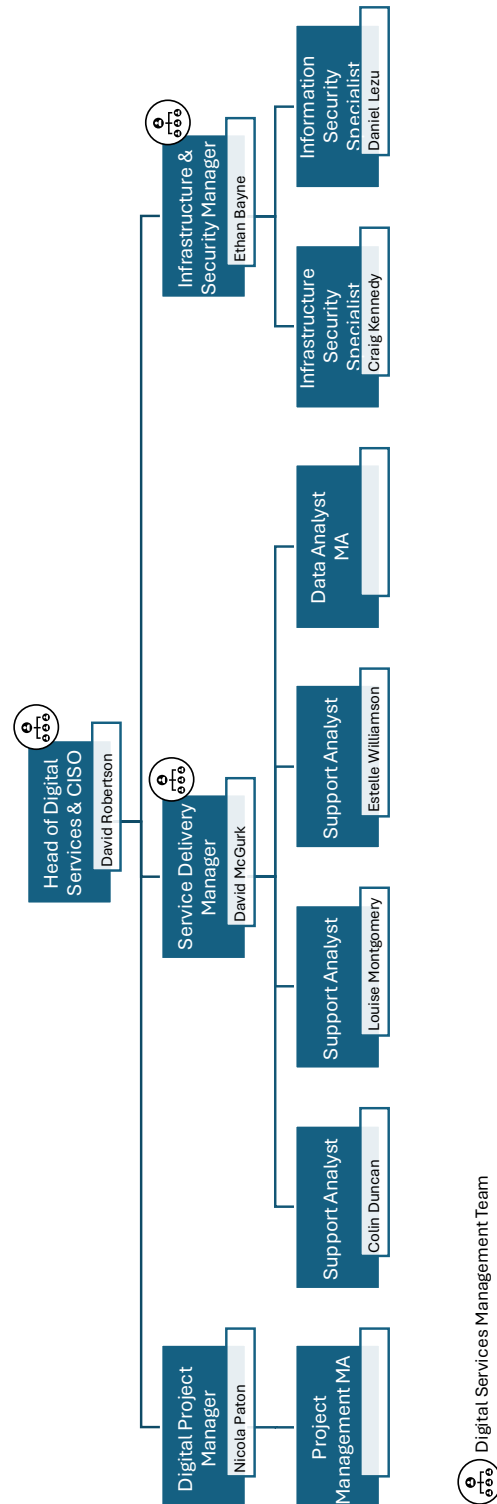 Head of Digital
Services & CISO
David Robertson
Digital Project
Manager
Nicola Paton
Service Delivery
Manager
David McGurk
Infrastructure &
Security Manager
Ethan Bayne
Project
Management MA
Support Analyst
Colin Duncan
Support Analyst
Louise Montgomery
Support Analyst
Estelle Williamson
Data Analyst
MA
Infrastructure
Security
Specialist
Craig Kennedy
Information
Security
Specialist
Daniel Lezu
Digital Services Management Team